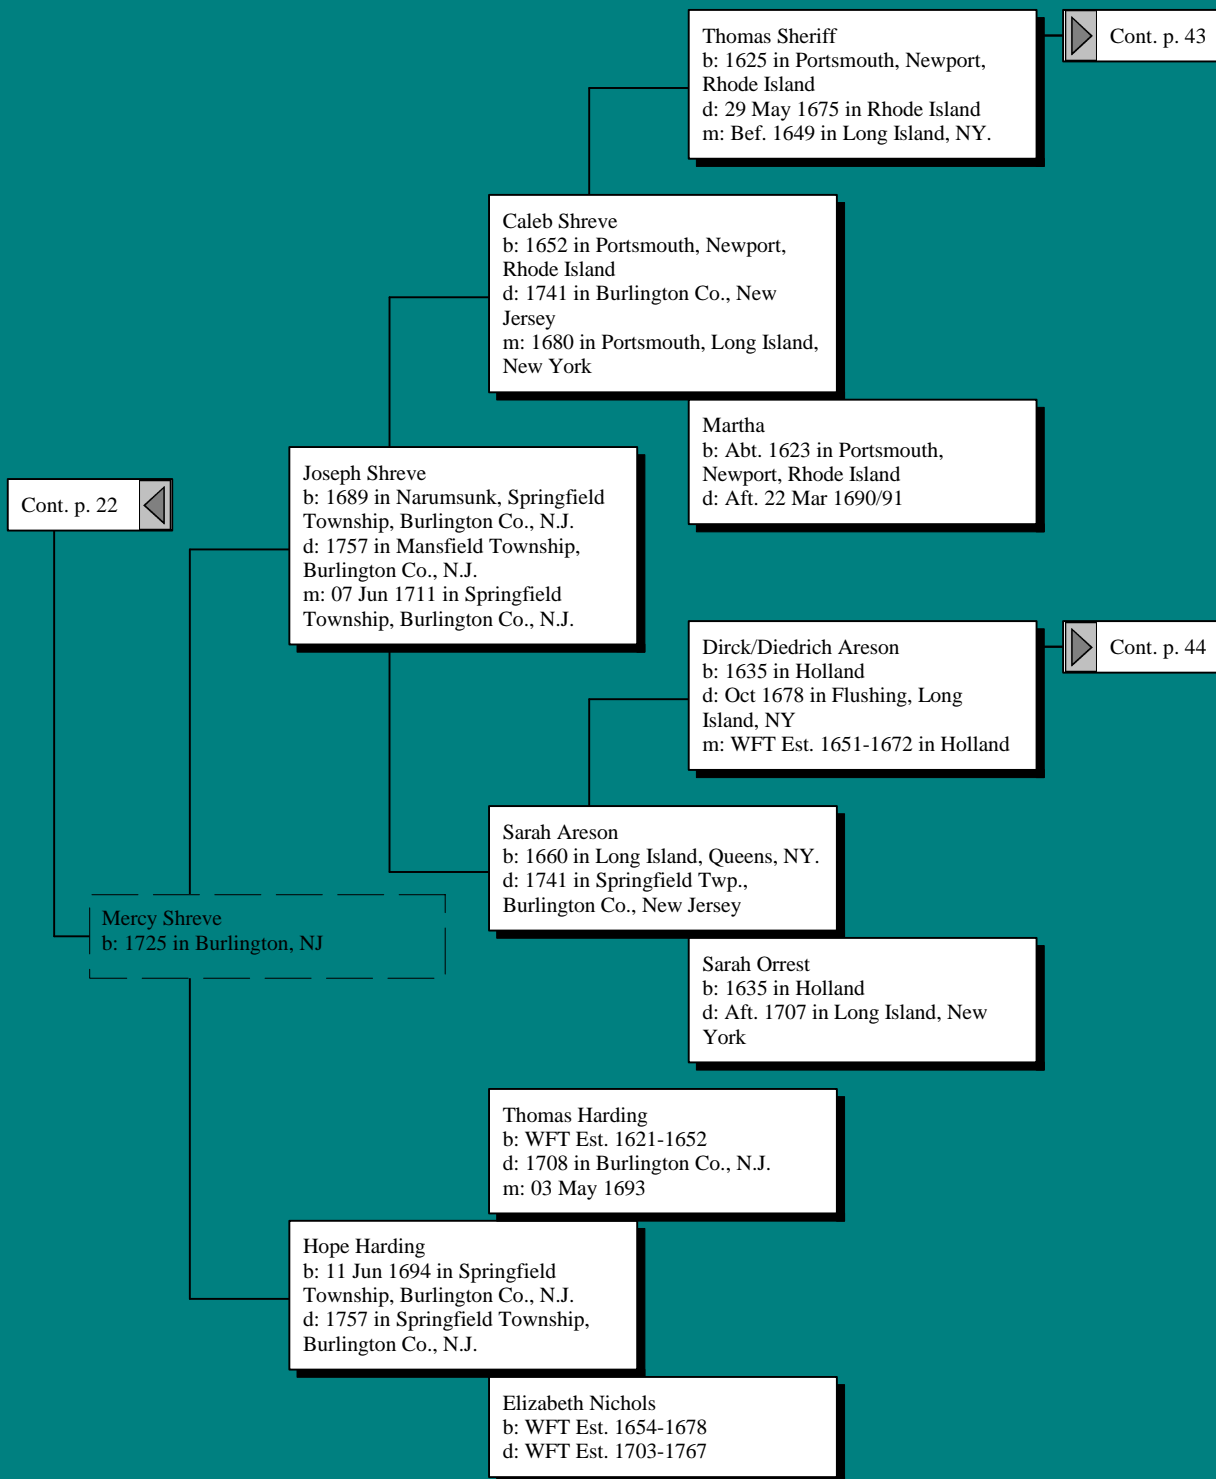 Thomas Sheriff
b: 1625 in Portsmouth, Newport,
Rhode Island
d: 29 May 1675 in Rhode Island
m: Bef. 1649 in Long Island, NY.
Cont. p. 43
Caleb Shreve
b: 1652 in Portsmouth, Newport,
Rhode Island
d: 1741 in Burlington Co., New
Jersey
m: 1680 in Portsmouth, Long Island,
New York
Martha
b: Abt. 1623 in Portsmouth,
Newport, Rhode Island
d: Aft. 22 Mar 1690/91
Joseph Shreve
b: 1689 in Narumsunk, Springfield
Township, Burlington Co., N.J.
d: 1757 in Mansfield Township,
Burlington Co., N.J.
m: 07 Jun 1711 in Springfield
Township, Burlington Co., N.J.
Cont. p. 22
Dirck/Diedrich Areson
b: 1635 in Holland
d: Oct 1678 in Flushing, Long
Island, NY
m: WFT Est. 1651-1672 in Holland
Cont. p. 44
Sarah Areson
b: 1660 in Long Island, Queens, NY.
d: 1741 in Springfield Twp.,
Burlington Co., New Jersey
Mercy Shreve
b: 1725 in Burlington, NJ
Sarah Orrest
b: 1635 in Holland
d: Aft. 1707 in Long Island, New
York
Thomas Harding
b: WFT Est. 1621-1652
d: 1708 in Burlington Co., N.J.
m: 03 May 1693
Hope Harding
b: 11 Jun 1694 in Springfield
Township, Burlington Co., N.J.
d: 1757 in Springfield Township,
Burlington Co., N.J.
Elizabeth Nichols
b: WFT Est. 1654-1678
d: WFT Est. 1703-1767